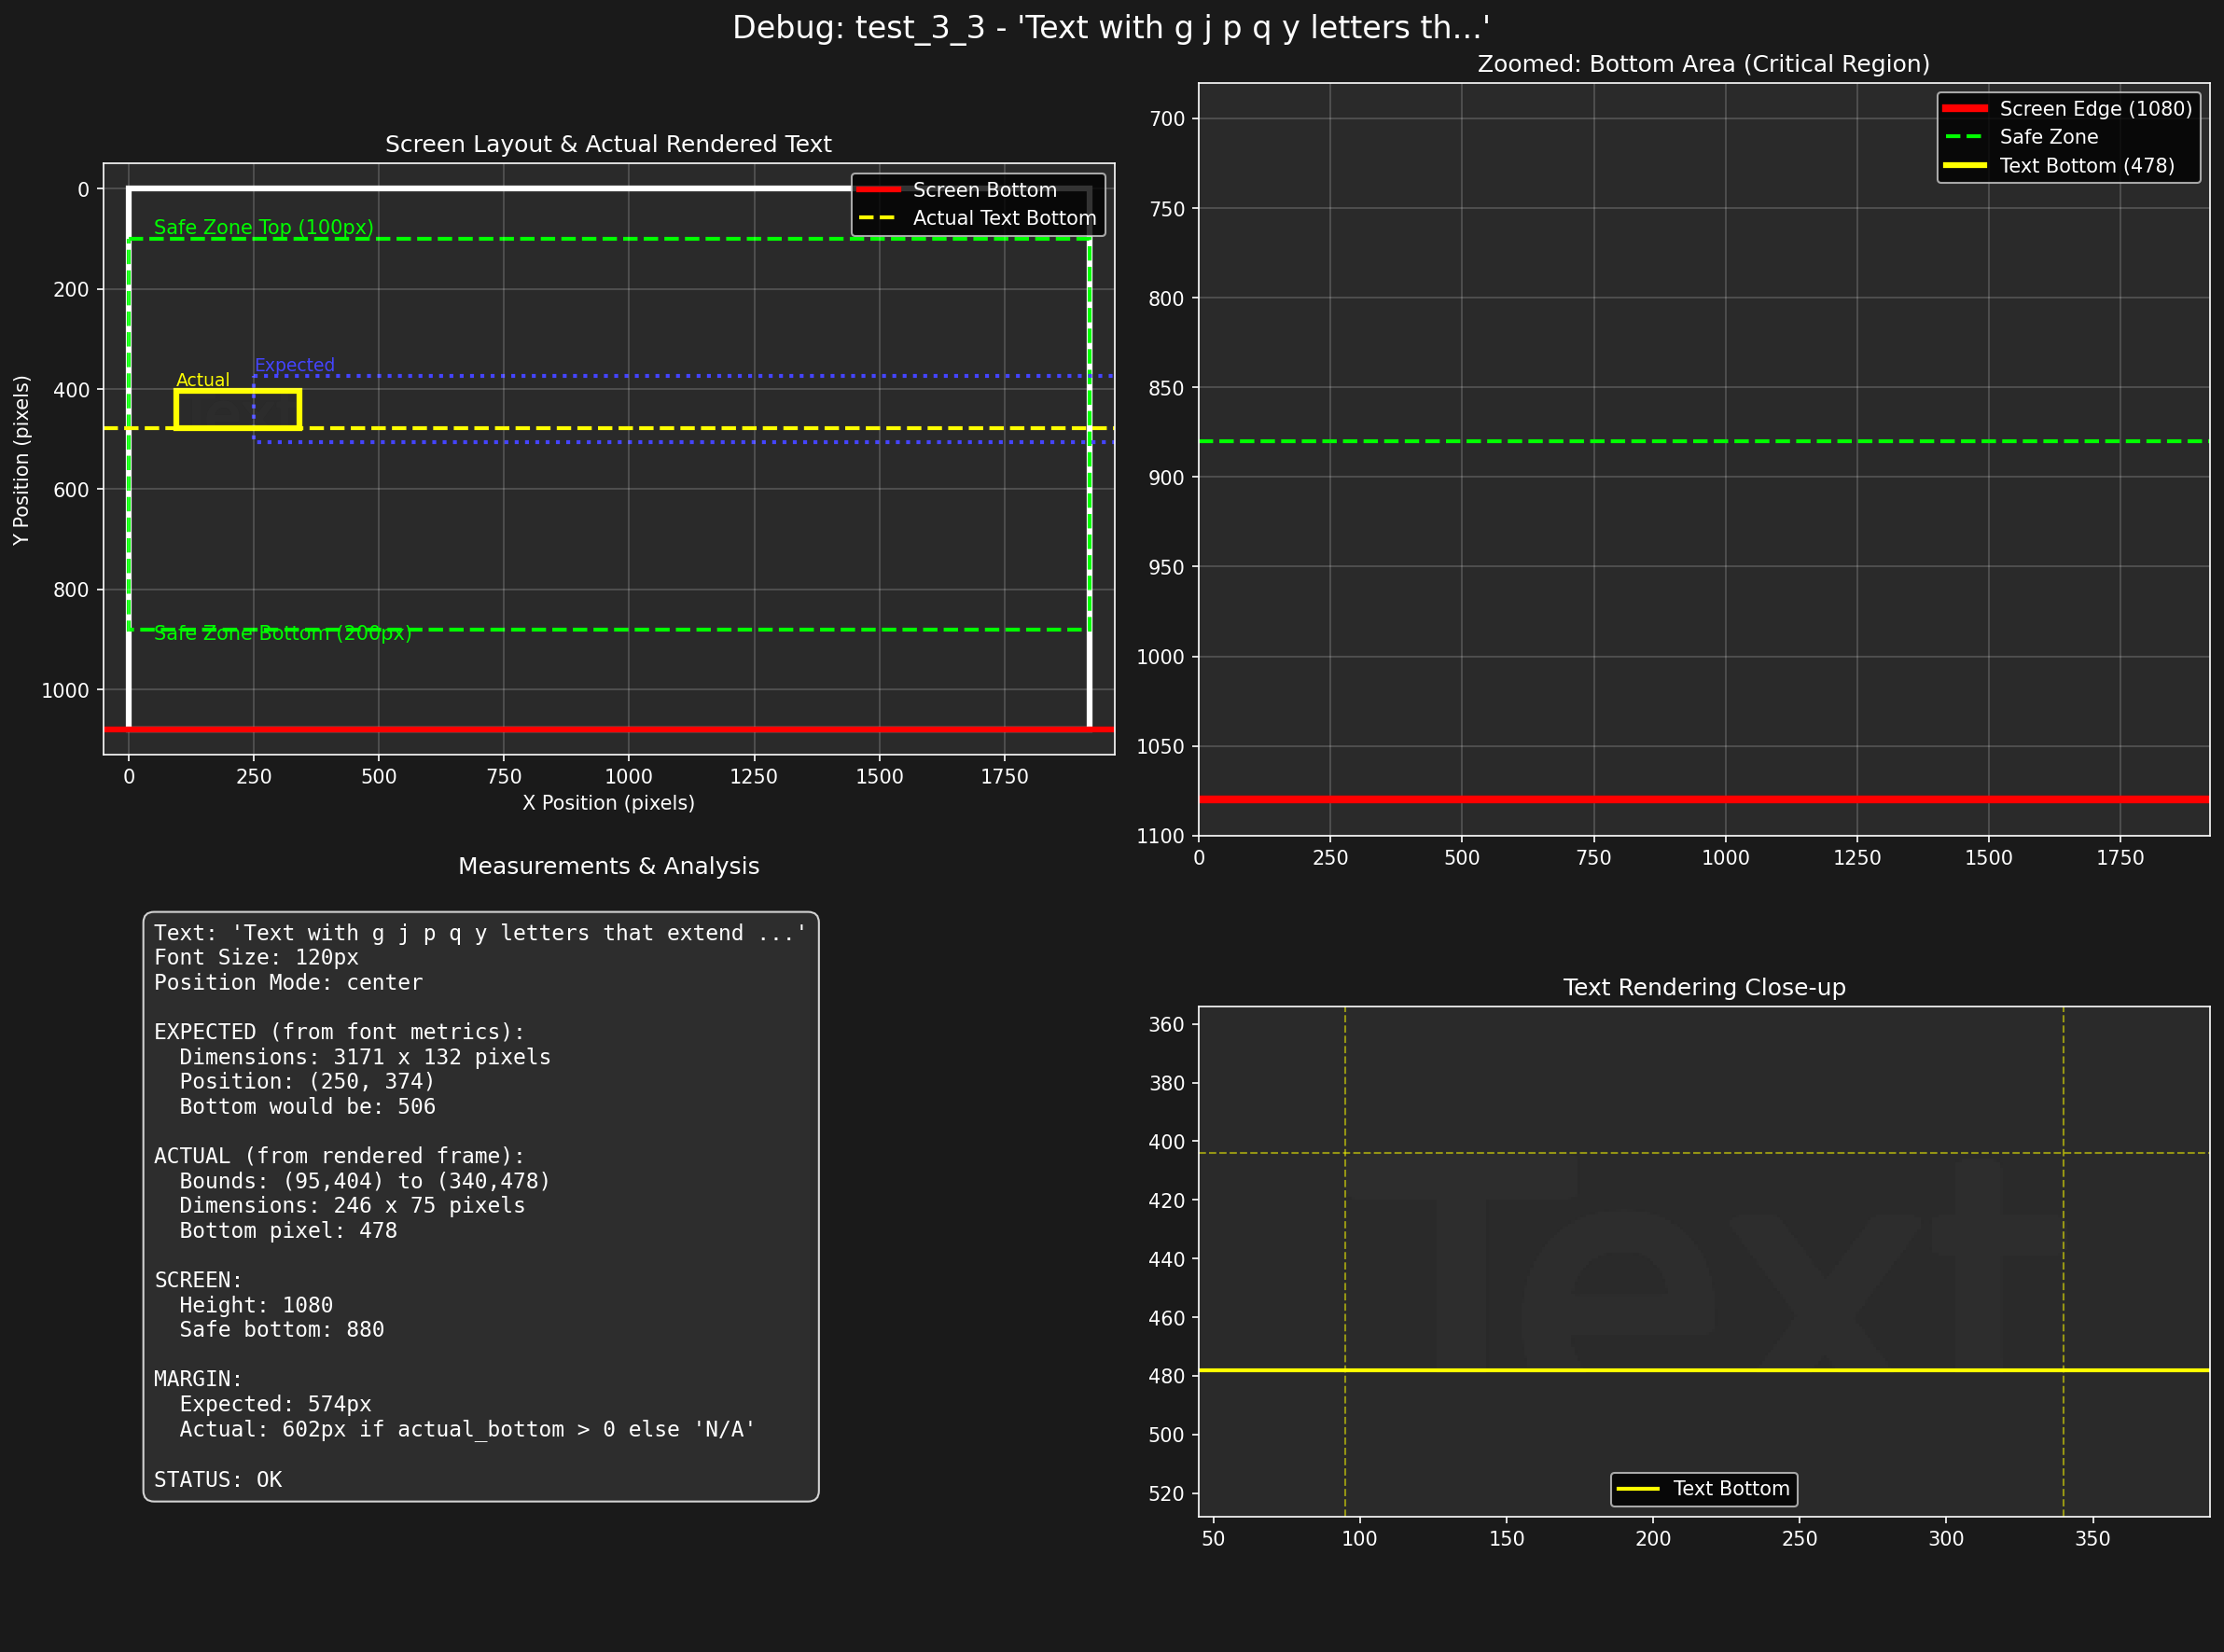 Debug: test_3_3 - 'Text with g j p q y letters th...'
Screen Layout & Actual Rendered Text
Screen Bottom
Actual Text Bottom
Safe Zone Top (100px)
Expected
Actual
Safe Zone Bottom (200px)
0
200
400
600
800
1000
Y Position (pixels)
0 250 500 750 1000 1250 1500 1750
X Position (pixels)
Zoomed: Bottom Area (Critical Region)
Screen Edge (1080)
Safe Zone
Text Bottom (478)
700
750
800
850
900
950
1000
1050
1100
0 250 500 750 1000 1250 1500 1750
Measurements & Analysis
Text: 'Text with g j p q y letters that extend ...'
Font Size: 120px
Position Mode: center
EXPECTED (from font metrics):
Dimensions: 3171 x 132 pixels
Position: (250, 374)
Bottom would be: 506
ACTUAL (from rendered frame):
Bounds: (95,404) to (340,478)
Dimensions: 246 x 75 pixels
Bottom pixel: 478
SCREEN:
Height: 1080
Safe bottom: 880
MARGIN:
Expected: 574px
Actual: 602px if actual_bottom > 0 else 'N/A'
STATUS: OK
Text Rendering Close-up
360
380
400
420
440
460
480
500
520
Text
Text Bottom
50 100 150 200 250 300 350